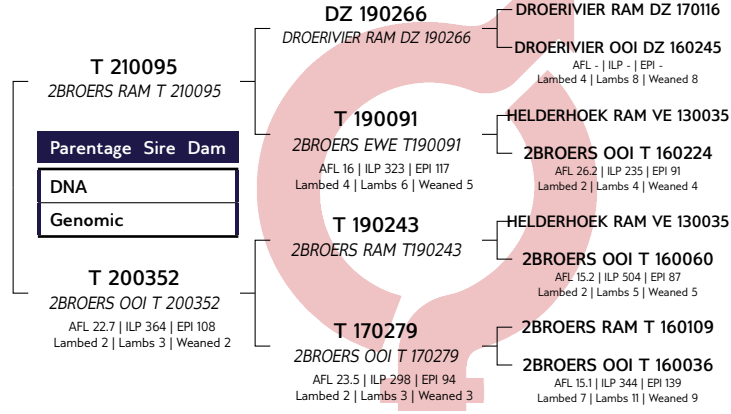 T 210095
2BROERS RAM T 210095
Parentage Sire Dam
DNA
Genomic
T 200352
2BROERS OOI T 200352
AFL 22.7 | ILP 364 | EPI 108
Lambed 2 | Lambs 3 | Weaned 2
DZ 190266
DROERIVIER RAM DZ 190266
T 190091
2BROERS EWE T190091
AFL 16 | ILP 323 | EPI 117
Lambed 4 | Lambs 6 | Weaned 5
T 190243
2BROERS RAM T190243
T 170279
2BROERS OOI T 170279
AFL 23.5 | ILP 298 | EPI 94
Lambed 2 | Lambs 3 | Weaned 3
DROERIVIER RAM DZ 170116
DROERIVIER OOI DZ 160245
AFL - | ILP - | EPI -
Lambed 4 | Lambs 8 | Weaned 8
HELDERHOEK RAM VE 130035
2BROERS OOI T 160224
AFL 26.2 | ILP 235 | EPI 91
Lambed 2 | Lambs 4 | Weaned 4
HELDERHOEK RAM VE 130035
2BROERS OOI T 160060
AFL 15.2 | ILP 504 | EPI 87
Lambed 2 | Lambs 5 | Weaned 5
2BROERS RAM T 160109
2BROERS OOI T 160036
AFL 15.1 | ILP 344 | EPI 139
Lambed 7 | Lambs 11 | Weaned 9